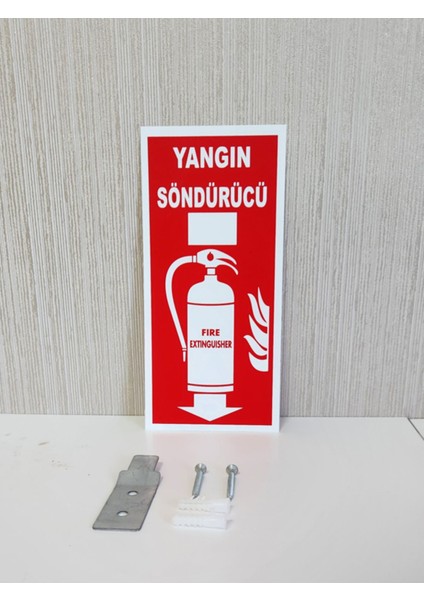 YANGIN
SÖNDÜRÜCÜ
FIRE
EXTINGUISHER